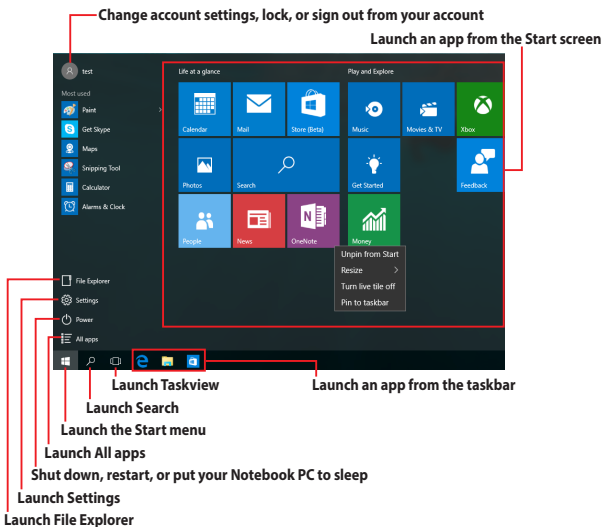 Change account settings, lock, or sign out from your account
Launch an app from the Start screen
test
Life at a glance
Play and Explore
Most used
Paint
Get Skype
Maps
Snipping Tool
Calculator
Alarms & Clock
Calendar
Mail
Store (Beta)
Music
Movies & TV
Xbox
Photos
Search
Get Started
Feedback
People
News
OneNote
Money
Unpin from Start
Resize
Turn live tile off
Pin to taskbar
File Explorer
Settings
Power
All apps
Launch Taskview
Launch an app from the taskbar
Launch Search
Launch the Start menu
Launch All apps
Shut down, restart, or put your Notebook PC to sleep
Launch Settings
Launch File Explorer